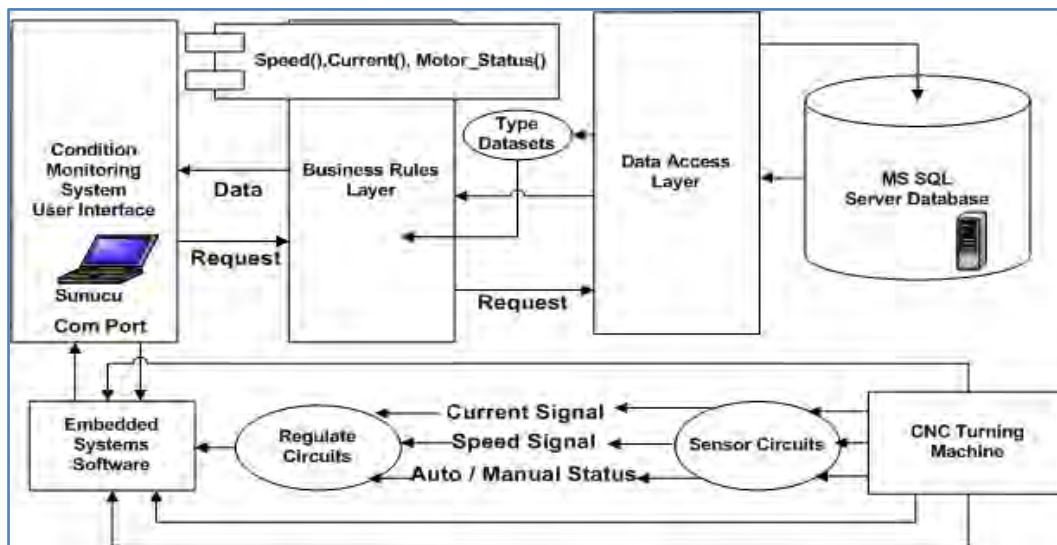 Speed(),Current(), Motor_Status()
Condition
Monitoring
System
User Interface
Sunucu
Com Port
Data
Request
Business Rules
Layer
Type
Datasets
Request
Data Access
Layer
MS SQL
Server Database
Embedded
Systems
Software
Regulate
Circuits
Current Signal
Speed Signal
Auto / Manual Status
Sensor Circuits
CNC Turning
Machine